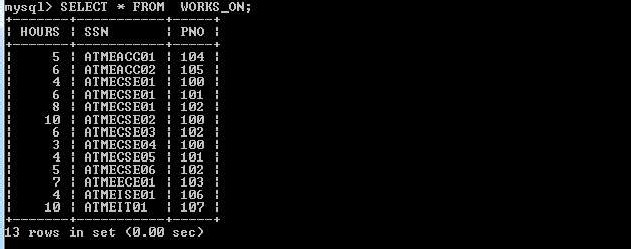 mysql> SELECT * FROM  WORKS_ON;
+-------+-----------+-----+
| HOURS | SSN       | PNO |
+-------+-----------+-----+
|     5 | ATMEACC01 | 104 |
|     6 | ATMEACC02 | 105 |
|     4 | ATMECSE01 | 100 |
|     6 | ATMECSE01 | 101 |
|     8 | ATMECSE01 | 102 |
|    10 | ATMECSE02 | 100 |
|     6 | ATMECSE03 | 102 |
|     3 | ATMECSE04 | 100 |
|     4 | ATMECSE05 | 101 |
|     5 | ATMECSE06 | 102 |
|     7 | ATMEECE01 | 103 |
|     4 | ATMEISE01 | 106 |
|    10 | ATMEIT01  | 107 |
+-------+-----------+-----+
13 rows in set (0.00 sec)